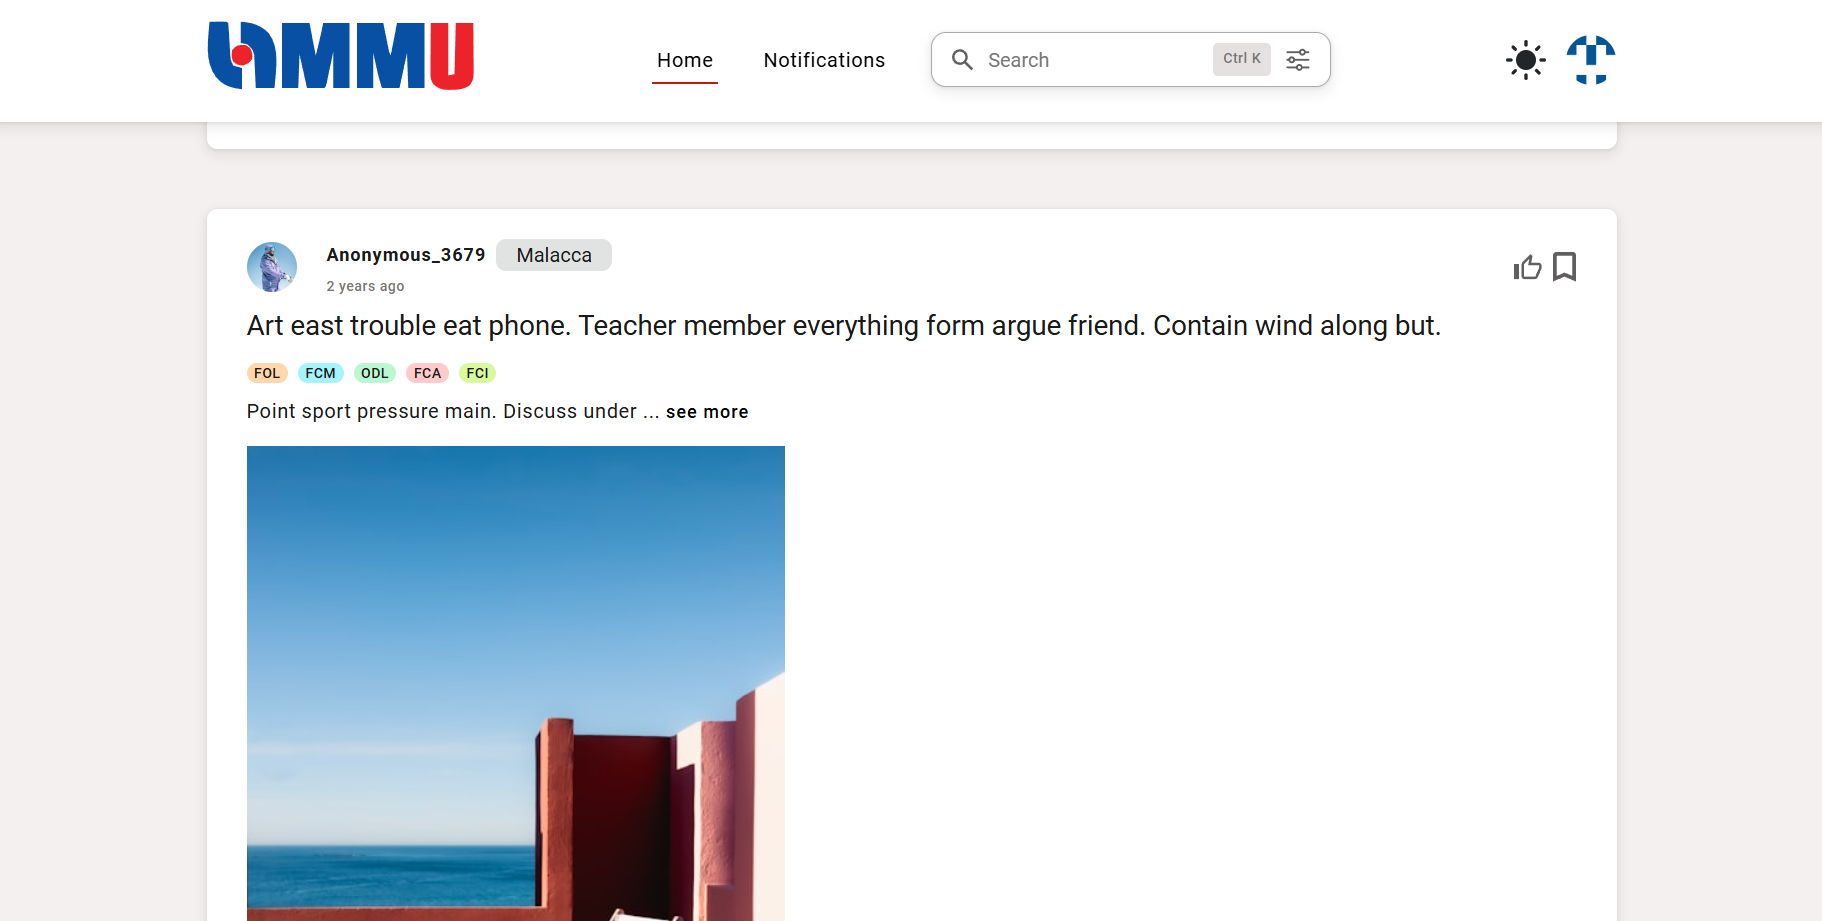 MMU
Home
Notifications
Search
Ctrl K
Anonymous_3679
Malacca
2 years ago
Art east trouble eat phone. Teacher member everything form argue friend. Contain wind along but.
FOL FCM ODL FCA FCI
Point sport pressure main. Discuss under ... see more